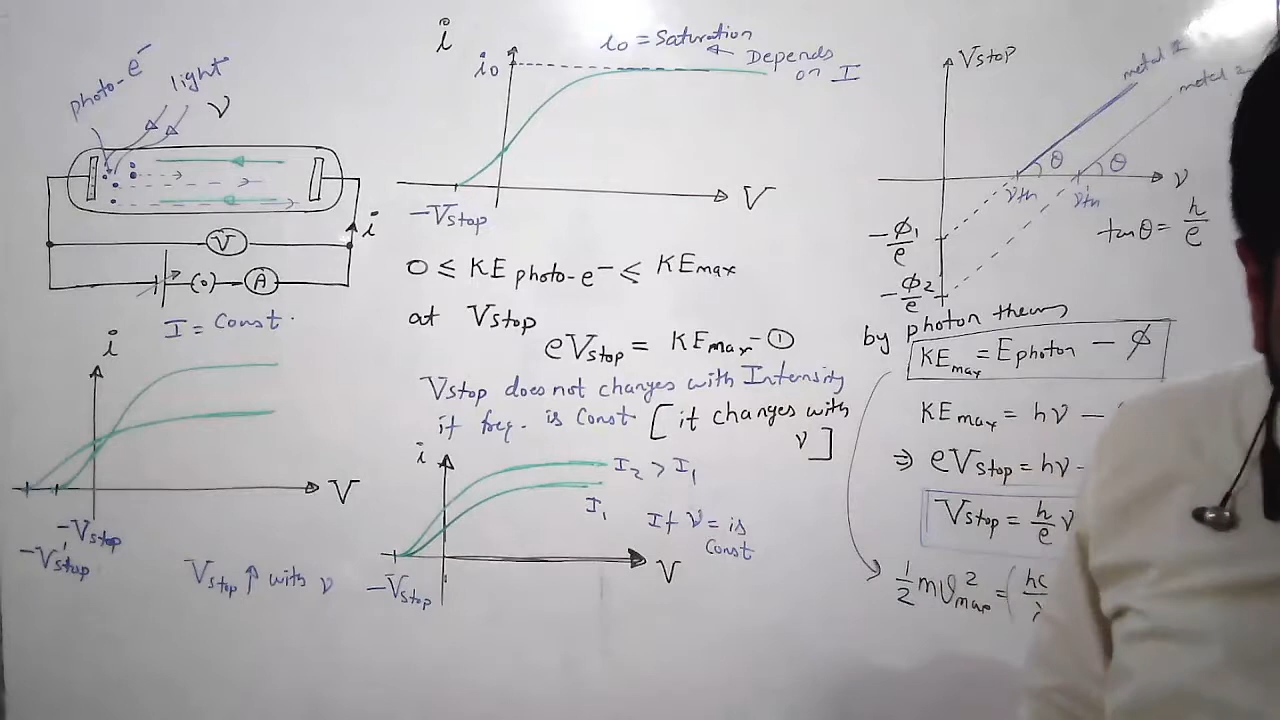 photo-e⁻
light
ν
V
i
A
I = Const.
i
V
-Vstop
-V'stop
Vstop ↑ with ν
i
i₀
i₀ = Saturation
Depends
on I
V
-Vstop
0 ≤ KE photo-e⁻ ≤ KEmax
at Vstop
eVstop = KEmax - ①
Vstop does not changes with Intensity
if freq. is Const [it changes with
ν]
i
I₂ > I₁
I₁
If ν = is
Const
V
-Vstop
Vstop
metal 1
metal 2
θ
θ
ν
νth
ν'th
-ϕ₁/e
-ϕ₂/e
tanθ = h/e
by photon theory
KEmax = Ephoton - ϕ
KEmax = hν -
⇒ eVstop = hν -
Vstop = h/e ν
1/2 mv²max = (hc/λ